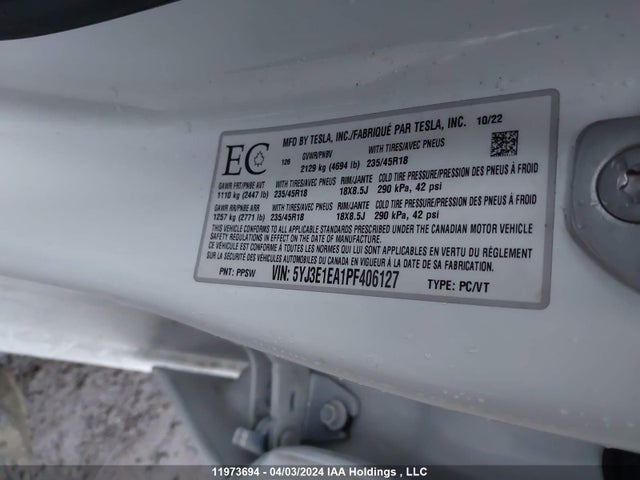 MFD BY TESLA, INC./FABRIQUÉ PAR TESLA, INC. 10/22
EC 120 GVWR/PNBV WITH TIRES/AVEC PNEUS
2129 kg (4694 lb) 235/45R18
GAWR FRT/PNBE AVT WITH TIRES/AVEC PNEUS RIM/JANTE COLD TIRE PRESSURE/PRESSION DES PNEUS À FROID
1110 kg (2447 lb) 235/45R18 18X8.5J 290 kPa, 42 psi
GAWR RR/PNBE ARR WITH TIRES/AVEC PNEUS RIM/JANTE COLD TIRE PRESSURE/PRESSION DES PNEUS À FROID
1257 kg (2771 lb) 235/45R18 18X8.5J 290 kPa, 42 psi
THIS VEHICLE CONFORMS TO ALL APPLICABLE STANDARDS PRESCRIBED UNDER THE CANADIAN MOTOR VEHICLE
SAFETY REGULATIONS IN EFFECT ON THE DATE OF MANUFACTURE
CE VÉHICULE EST CONFORME À TOUTES LES NORMES QUI LUI SONT APPLICABLES EN VERTU DU RÈGLEMENT
SUR LA SÉCURITÉ DES VÉHICULES AUTOMOBILES DU CANADA EN VIGUEUR À LA DATE DE SA FABRICATION.
PNT: PPSW VIN: 5YJ3E1EA1PF406127 TYPE: PC/VT
11973694 - 04/03/2024 IAA Holdings , LLC